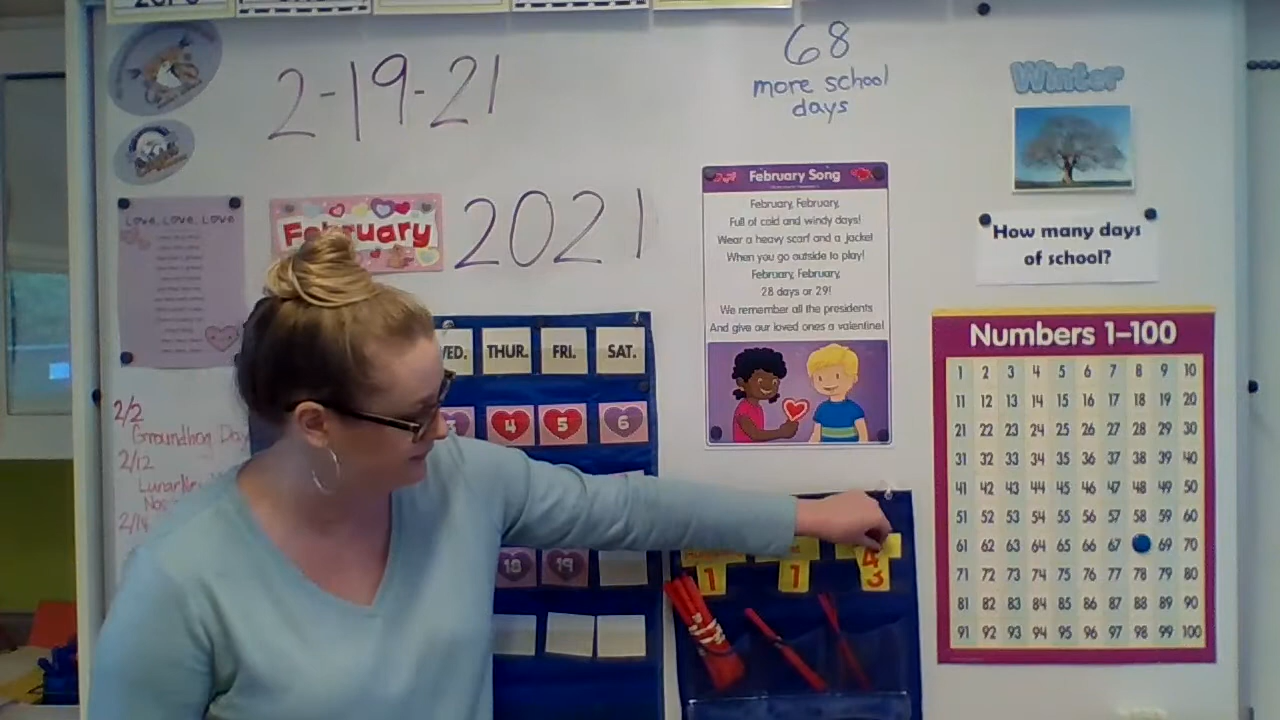 2-19-21
68
more school
days
Winter
February Song
Love, Love, Love
February
2021
February, February,
Full of cold and windy days!
Wear a heavy scarf and a jacket
When you go outside to play!
February, February,
28 days or 29!
We remember all the presidents
And give our loved ones a valentine!
How many days
of school?
THUR. FRI. SAT.
3 4 5 6
18 19
2/2
Groundhog Day
2/12
Lunar
2/14
1 1 4
3
Numbers 1-100
1 2 3 4 5 6 7 8 9 10
11 12 13 14 15 16 17 18 19 20
21 22 23 24 25 26 27 28 29 30
31 32 33 34 35 36 37 38 39 40
41 42 43 44 45 46 47 48 49 50
51 52 53 54 55 56 57 58 59 60
61 62 63 64 65 66 67 69 70
71 72 73 74 75 76 77 78 79 80
81 82 83 84 85 86 87 88 89 90
91 92 93 94 95 96 97 98 99 100